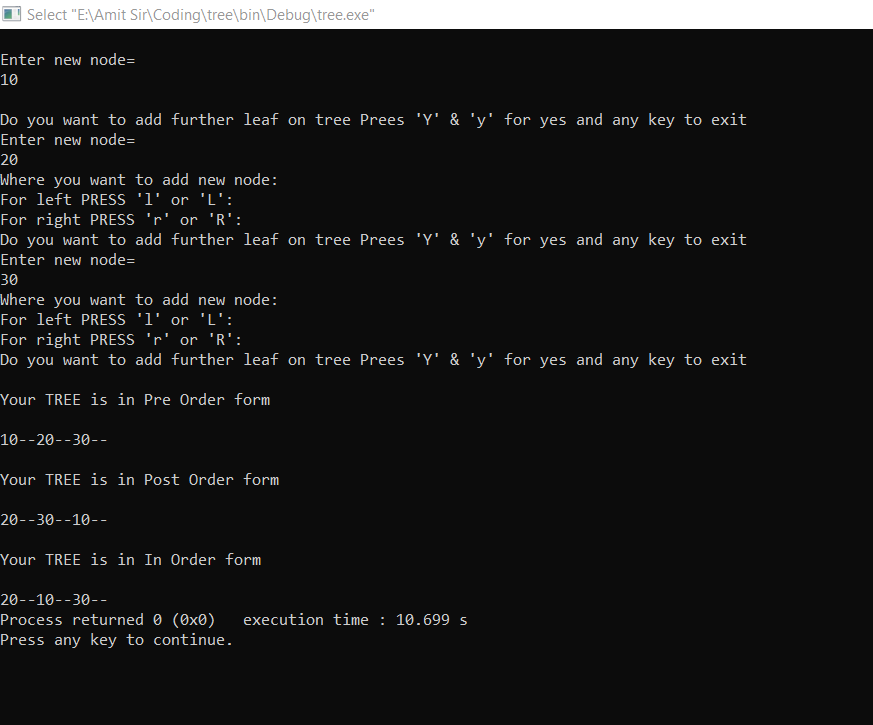 Select "E:\Amit Sir\Coding\tree\bin\Debug\tree.exe"
Enter new node=
10
Do you want to add further leaf on tree Prees 'Y' & 'y' for yes and any key to exit
Enter new node=
20
Where you want to add new node:
For left PRESS 'l' or 'L':
For right PRESS 'r' or 'R':
Do you want to add further leaf on tree Prees 'Y' & 'y' for yes and any key to exit
Enter new node=
30
Where you want to add new node:
For left PRESS 'l' or 'L':
For right PRESS 'r' or 'R':
Do you want to add further leaf on tree Prees 'Y' & 'y' for yes and any key to exit
Your TREE is in Pre Order form
10--20--30--
Your TREE is in Post Order form
20--30--10--
Your TREE is in In Order form
20--10--30--
Process returned 0 (0x0)   execution time : 10.699 s
Press any key to continue.